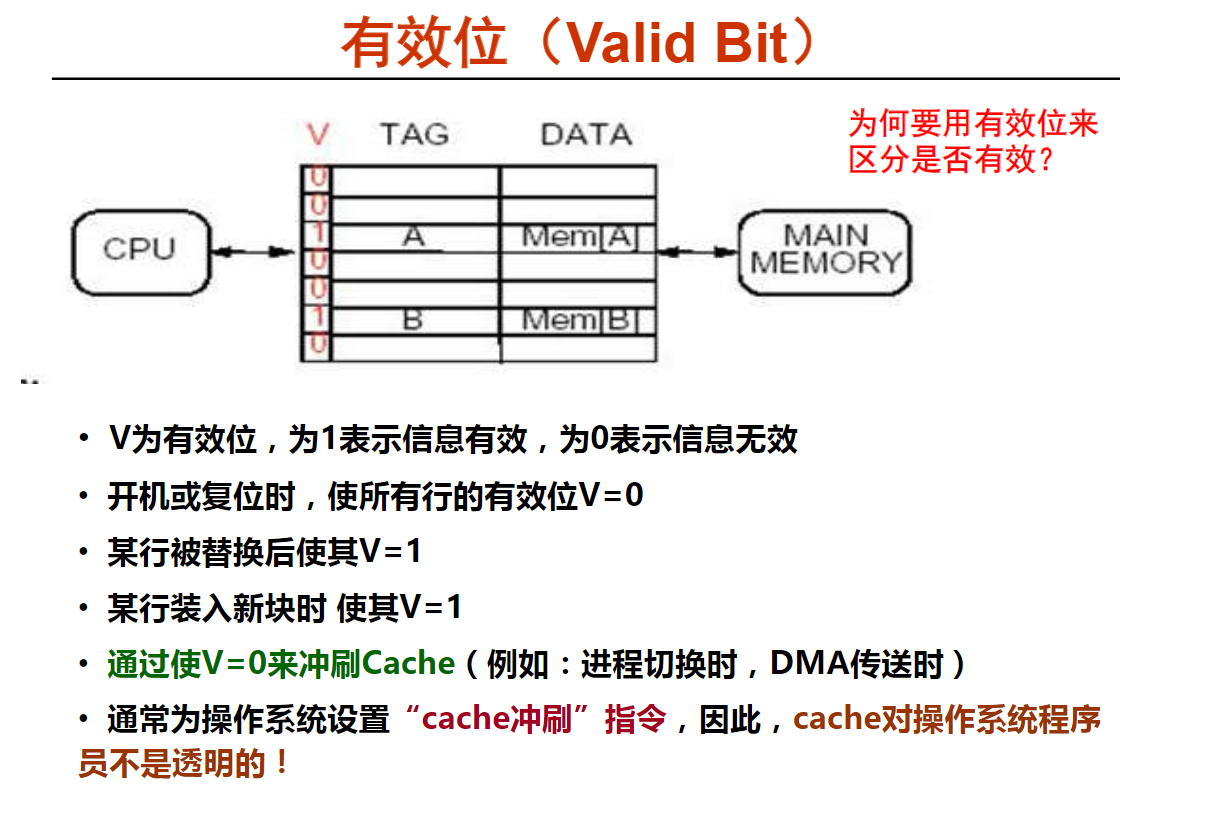 有效位（Valid Bit）
V TAG DATA
为何要用有效位来
区分是否有效？
0
0
1 A Mem[A]
0
0
1 B Mem[B]
0
CPU
MAIN
MEMORY
• V为有效位，为1表示信息有效，为0表示信息无效
• 开机或复位时，使所有行的有效位V=0
• 某行被替换后使其V=1
• 某行装入新块时 使其V=1
• 通过使V=0来冲刷Cache（例如：进程切换时，DMA传送时）
• 通常为操作系统设置“cache冲刷”指令，因此，cache对操作系统程序
员不是透明的！